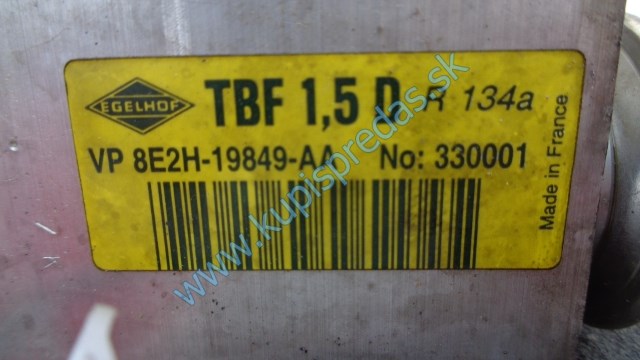 EGELHOF TBF 1,5 D R 134a
VP 8E2H-19849-AA No: 330001
Made in France
www.kupispredas.sk